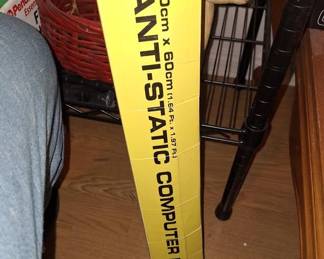 0cm x 60cm (1.64 Ft. x 1.97 Ft.)
ANTI-STATIC COMPUTER